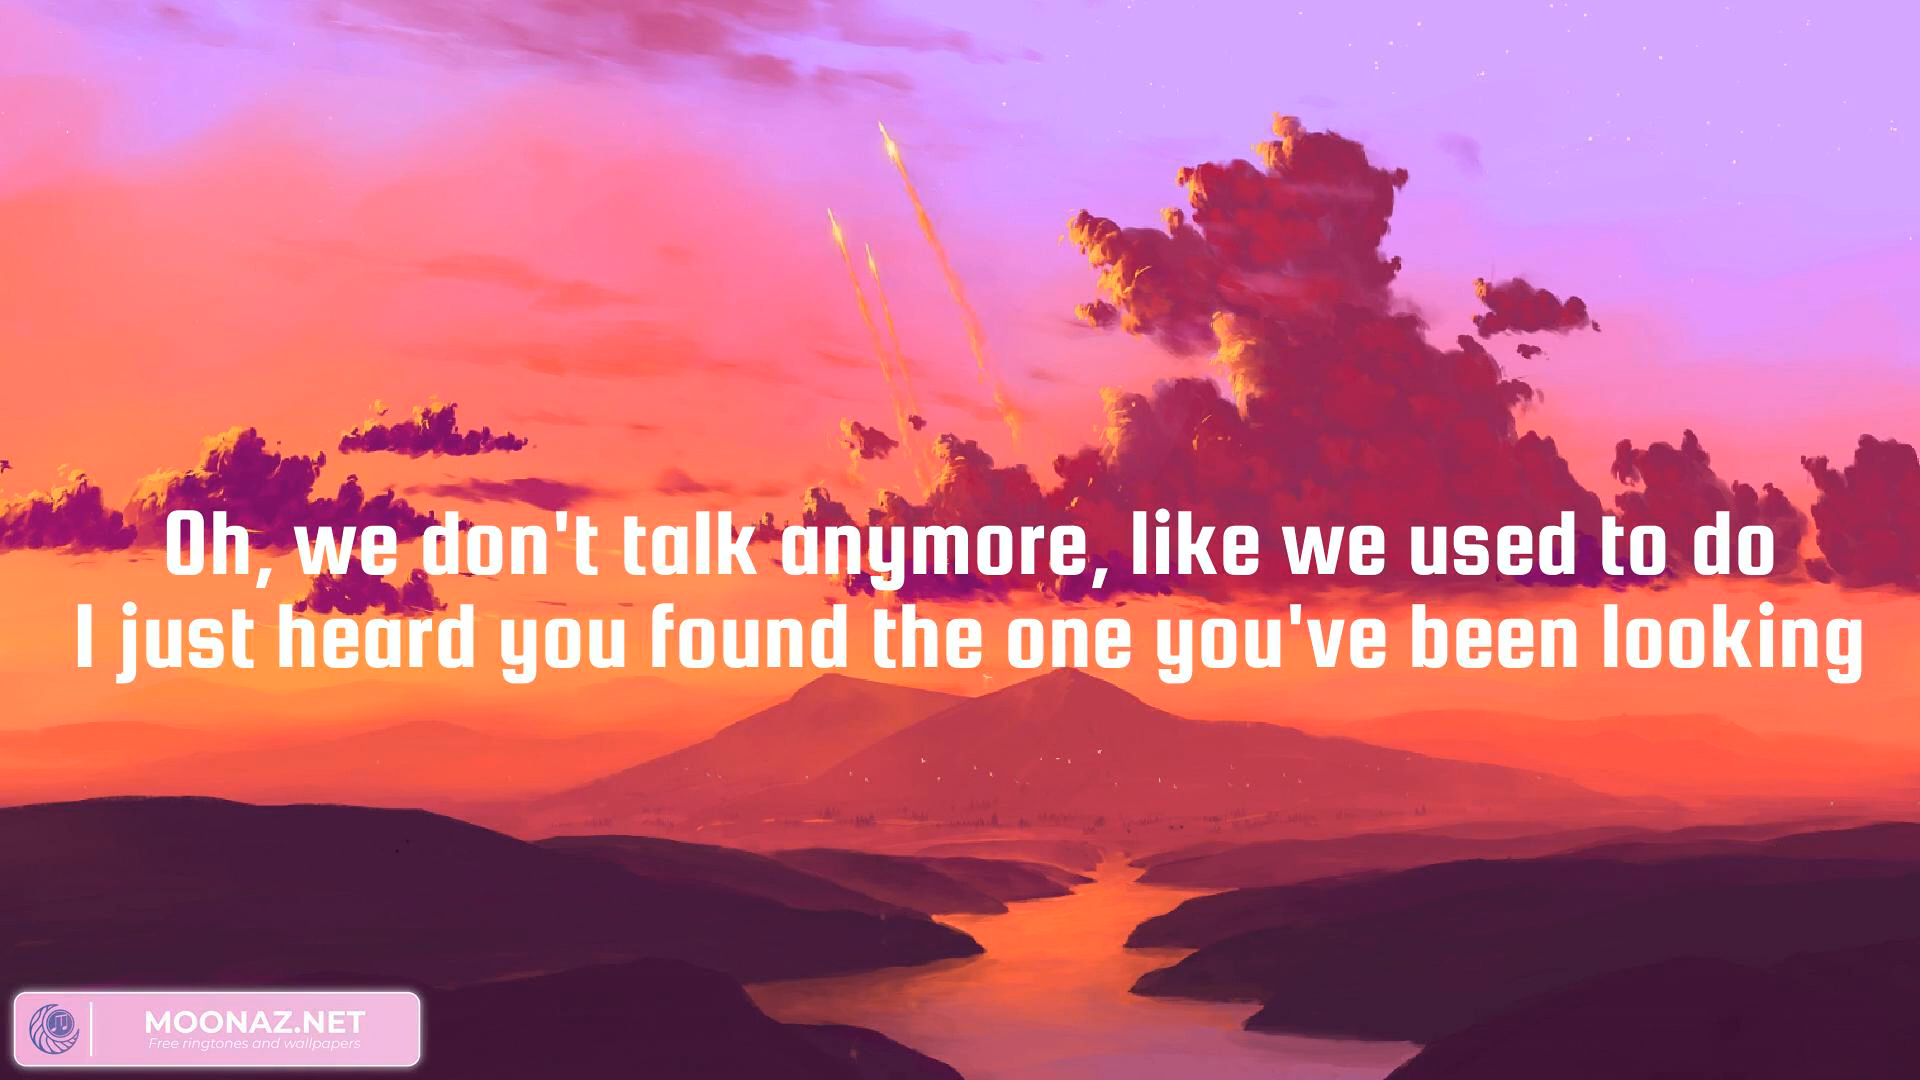 Oh, we don't talk anymore, like we used to do
I just heard you found the one you've been looking
MOONAZ.NET
Free ringtones and wallpapers